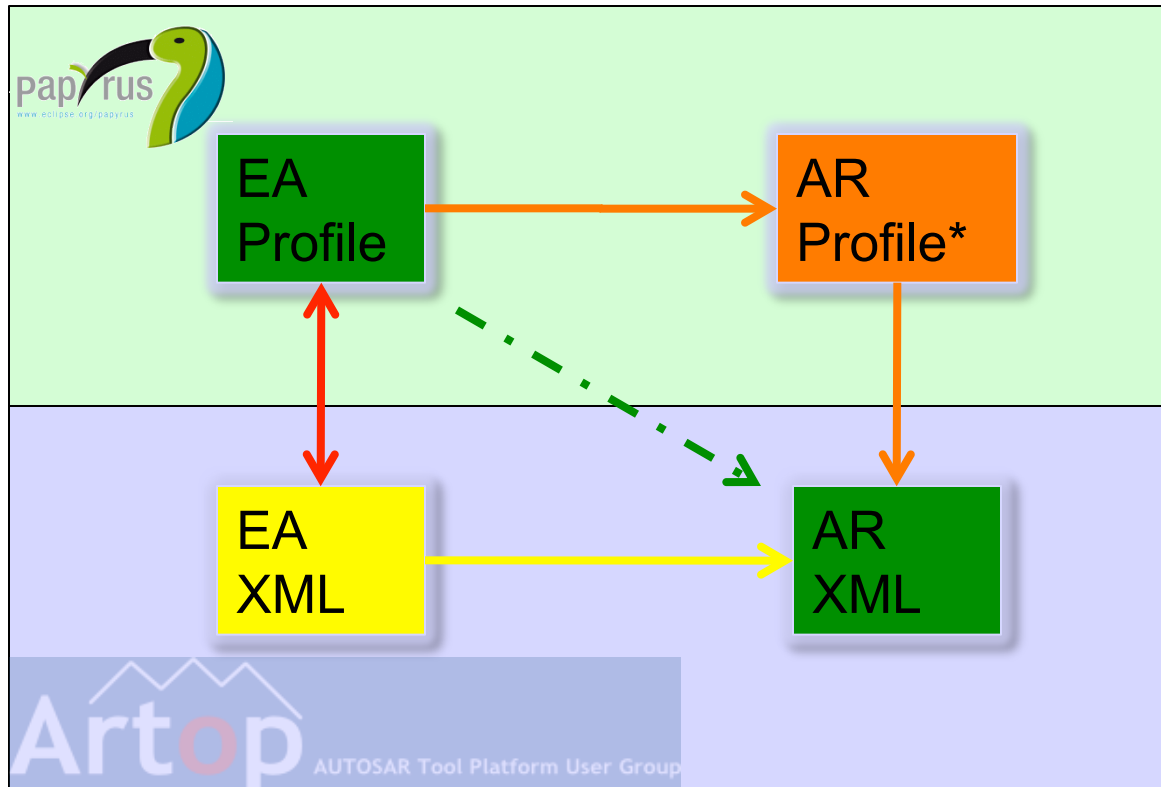 papyrus
www.eclipse.org/papyrus
EA
Profile
AR
Profile*
EA
XML
AR
XML
Artop
AUTOSAR Tool Platform User Group